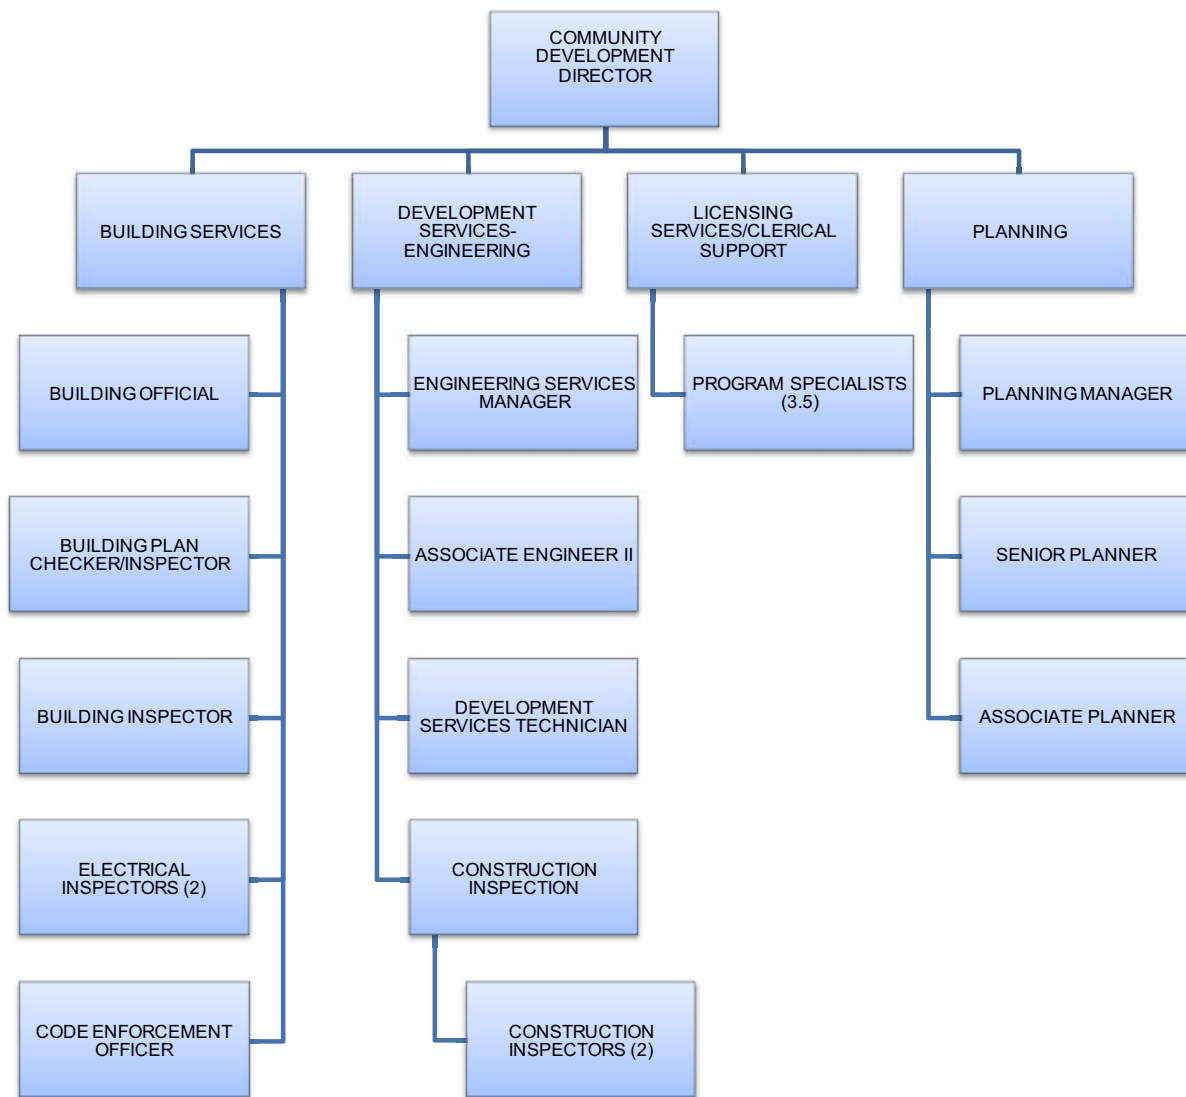 COMMUNITY
DEVELOPMENT
DIRECTOR
BUILDING SERVICES
DEVELOPMENT
SERVICES-
ENGINEERING
LICENSING
SERVICES/CLERICAL
SUPPORT
PLANNING
BUILDING OFFICIAL
ENGINEERING SERVICES
MANAGER
PROGRAM SPECIALISTS
(3.5)
PLANNING MANAGER
BUILDING PLAN
CHECKER/INSPECTOR
ASSOCIATE ENGINEER II
SENIOR PLANNER
BUILDING INSPECTOR
DEVELOPMENT
SERVICES TECHNICIAN
ASSOCIATE PLANNER
ELECTRICAL
INSPECTORS (2)
CONSTRUCTION
INSPECTION
CODE ENFORCEMENT
OFFICER
CONSTRUCTION
INSPECTORS (2)